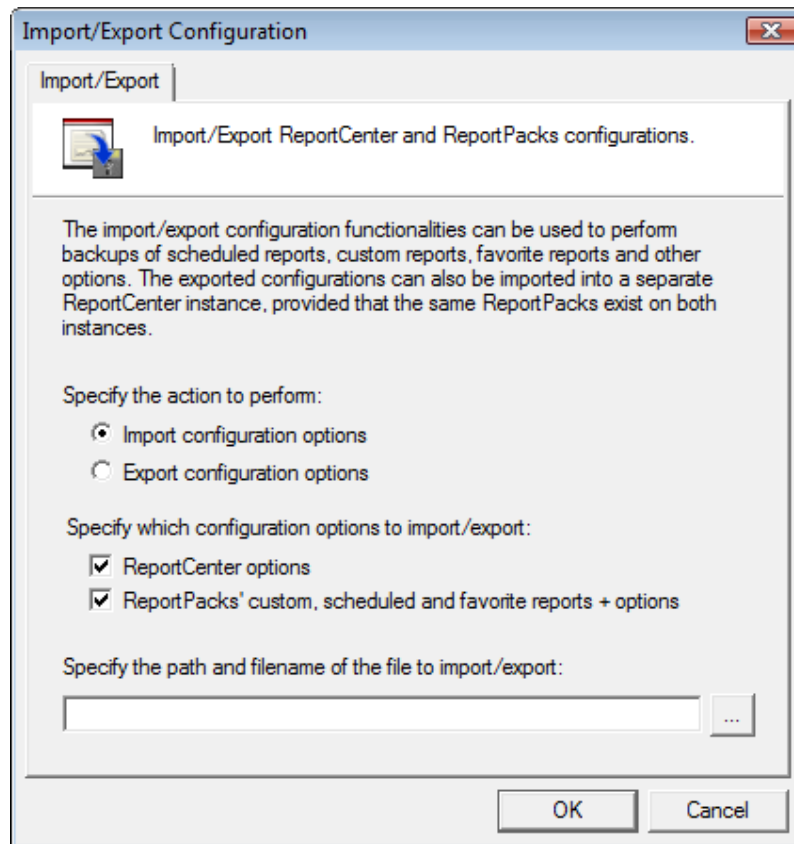 Import/Export Configuration
Import/Export
Import/Export ReportCenter and ReportPacks configurations.
The import/export configuration functionalities can be used to perform
backups of scheduled reports, custom reports, favorite reports and other
options. The exported configurations can also be imported into a separate
ReportCenter instance, provided that the same ReportPacks exist on both
instances.
Specify the action to perform:
Import configuration options
Export configuration options
Specify which configuration options to import/export:
ReportCenter options
ReportPacks' custom, scheduled and favorite reports + options
Specify the path and filename of the file to import/export:
...
OK
Cancel